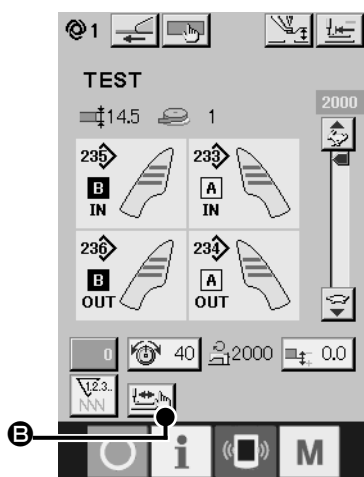 1
TEST
14.5 1
2000
235 B IN
233 A IN
236 B OUT
234 A OUT
0 40 2000 0.0
1.2.3..
B
i M